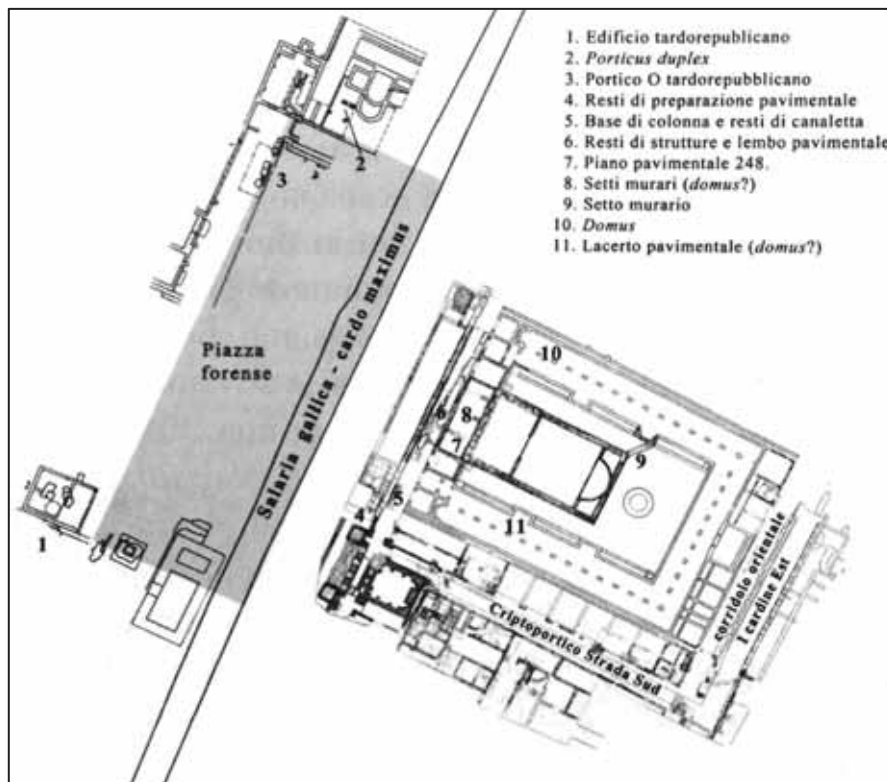 1. Edificio tardorepublicano
2. Porticus duplex
3. Portico O tardorepubblicano
4. Resti di preparazione pavimentale
5. Base di colonna e resti di canaletta
6. Resti di strutture e lembo pavimentale
7. Piano pavimentale 248.
8. Setti murari (domus?)
9. Setto murario
10. Domus
11. Lacerto pavimentale (domus?)
2
3
Piazza
forense
Salaria gallica - cardo maximus
10
6
8
7
9
5
4
11
1
Criptoportico Strada Sud
corridoio orientale
I cardine Est